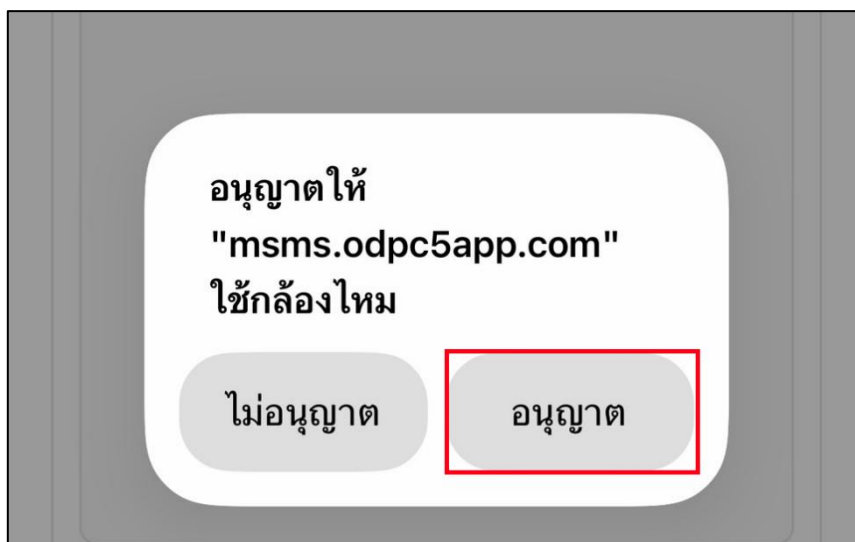 อนุญาตให้
"msms.odpc5app.com"
ใช้กล้องไหม
ไม่อนุญาต
อนุญาต